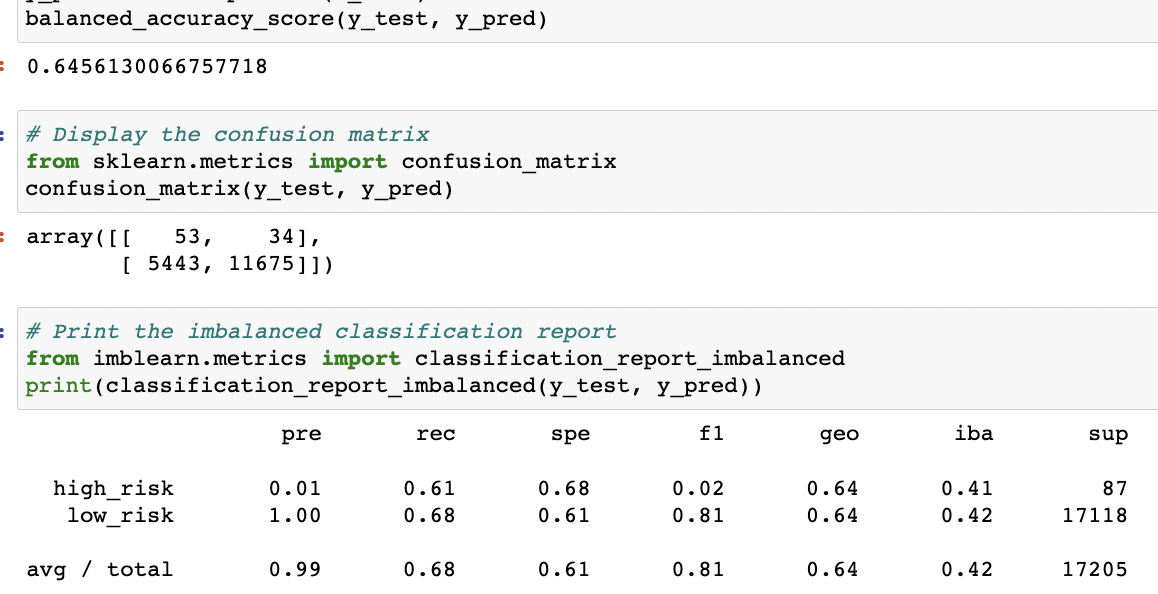 balanced_accuracy_score(y_test, y_pred)
: 0.6456130066757718
: # Display the confusion matrix
from sklearn.metrics import confusion_matrix
confusion_matrix(y_test, y_pred)
: array([[   53,    34],
       [ 5443, 11675]])
: # Print the imbalanced classification report
from imblearn.metrics import classification_report_imbalanced
print(classification_report_imbalanced(y_test, y_pred))
pre rec spe f1 geo iba sup
high_risk 0.01 0.61 0.68 0.02 0.64 0.41 87
low_risk 1.00 0.68 0.61 0.81 0.64 0.42 17118
avg / total 0.99 0.68 0.61 0.81 0.64 0.42 17205